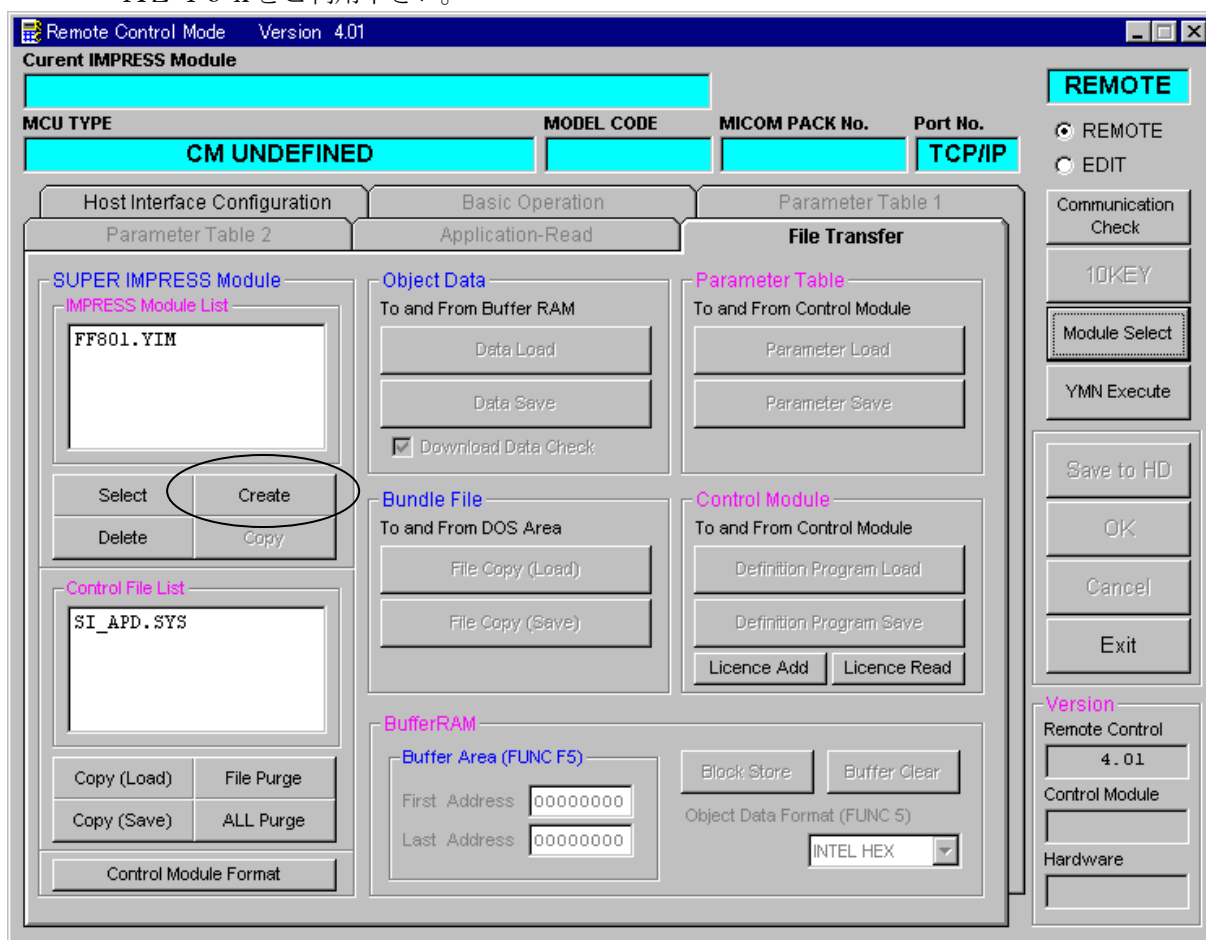 をご利用下さい。
Remote Control Mode Version 4.01
Curent IMPRESS Module
REMOTE
MCU TYPE
MODEL CODE
MICOM PACK No.
Port No.
CM UNDEFINED
TCP/IP
REMOTE
EDIT
Host Interface Configuration
Basic Operation
Parameter Table 1
Parameter Table 2
Application-Read
File Transfer
SUPER IMPRESS Module
IMPRESS Module List
FF801.YIM
Select
Create
Delete
Copy
Control File List
SI_APD.SYS
Copy (Load)
File Purge
Copy (Save)
ALL Purge
Control Module Format
Object Data
To and From Buffer RAM
Data Load
Data Save
Download Data Check
Parameter Table
To and From Control Module
Parameter Load
Parameter Save
Bundle File
To and From DOS Area
File Copy (Load)
File Copy (Save)
Control Module
To and From Control Module
Definition Program Load
Definition Program Save
Licence Add
Licence Read
BufferRAM
Buffer Area (FUNC F5)
First Address 00000000
Last Address 00000000
Block Store
Buffer Clear
Object Data Format (FUNC 5)
INTEL HEX
Communication
Check
10KEY
Module Select
YMN Execute
Save to HD
OK
Cancel
Exit
Version
Remote Control
4.01
Control Module
Hardware